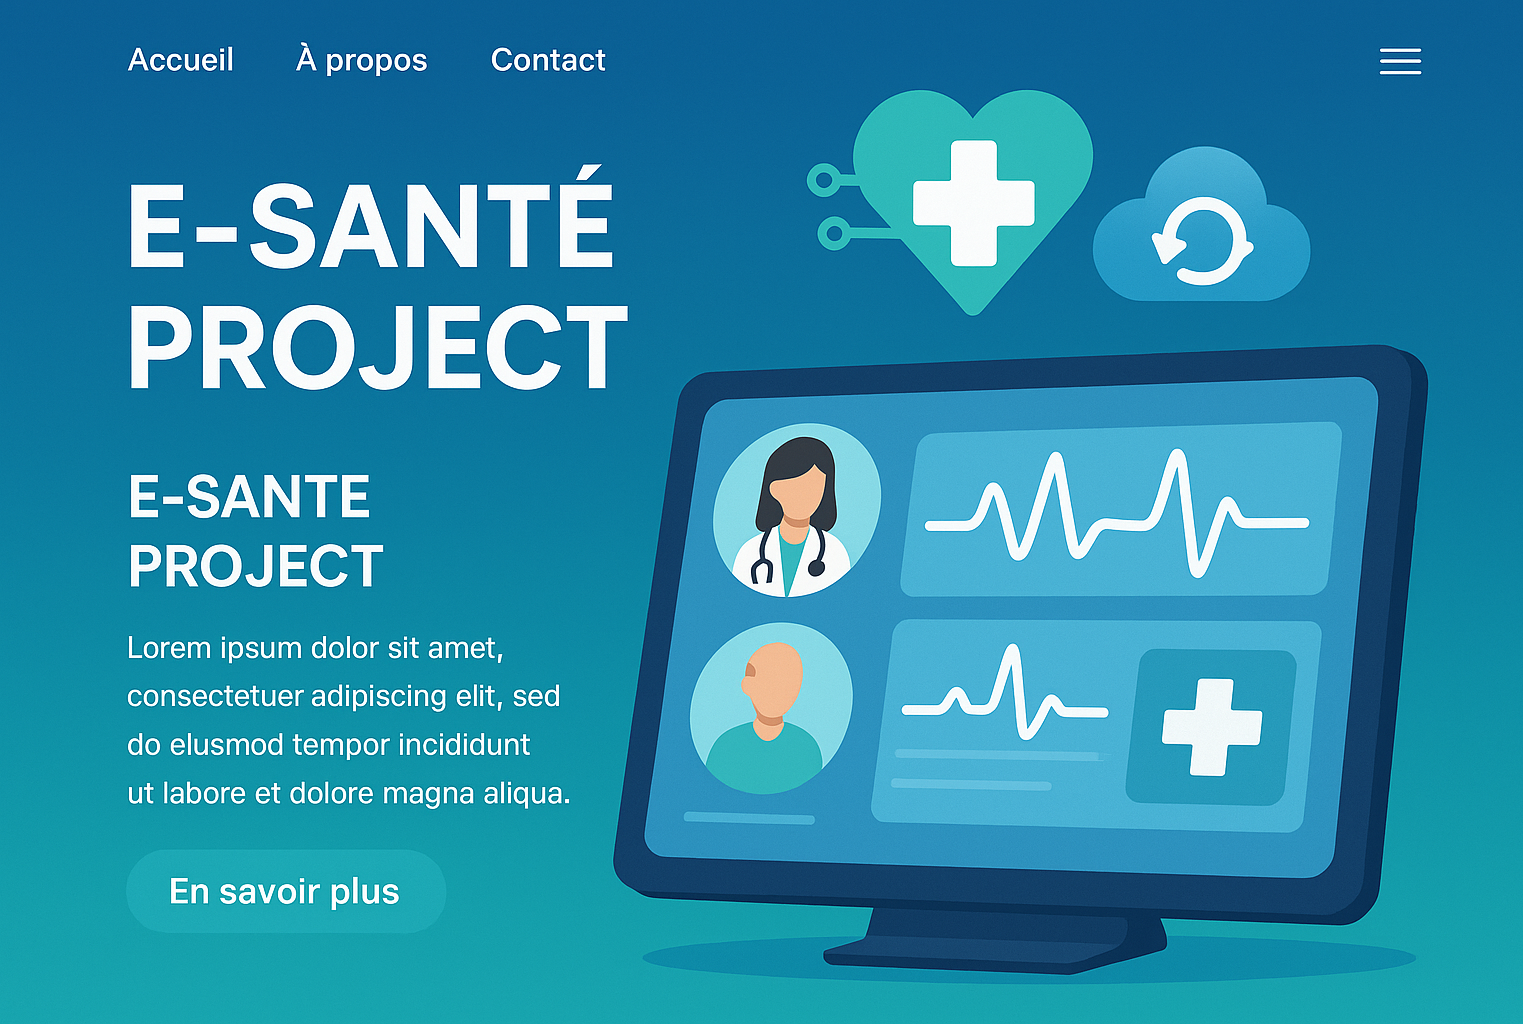 Accueil À propos Contact
E-SANTÉ
PROJECT
E-SANTE
PROJECT
Lorem ipsum dolor sit amet,
consectetuer adipiscing elit, sed
do elusmod tempor incididunt
ut labore et dolore magna aliqua.
En savoir plus